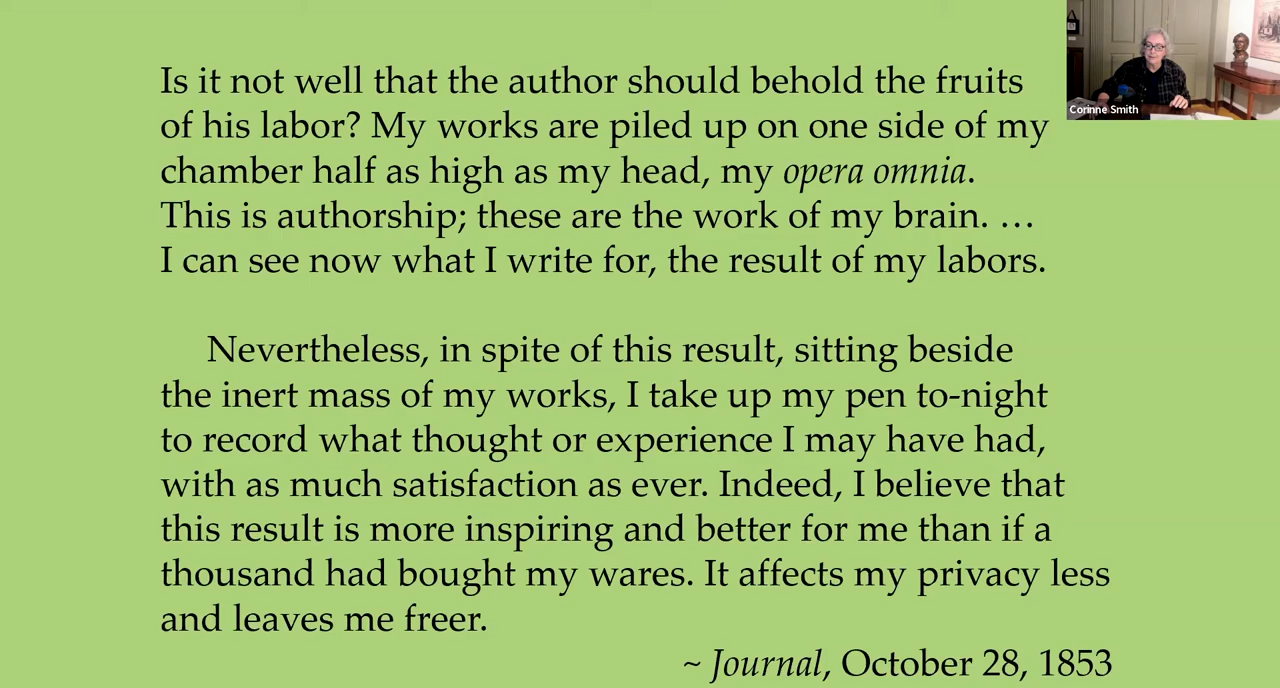 Is it not well that the author should behold the fruits
of his labor? My works are piled up on one side of my
chamber half as high as my head, my opera omnia.
This is authorship; these are the work of my brain. …
I can see now what I write for, the result of my labors.
Nevertheless, in spite of this result, sitting beside
the inert mass of my works, I take up my pen to-night
to record what thought or experience I may have had,
with as much satisfaction as ever. Indeed, I believe that
this result is more inspiring and better for me than if a
thousand had bought my wares. It affects my privacy less
and leaves me freer.
~ Journal, October 28, 1853
Corinne Smith